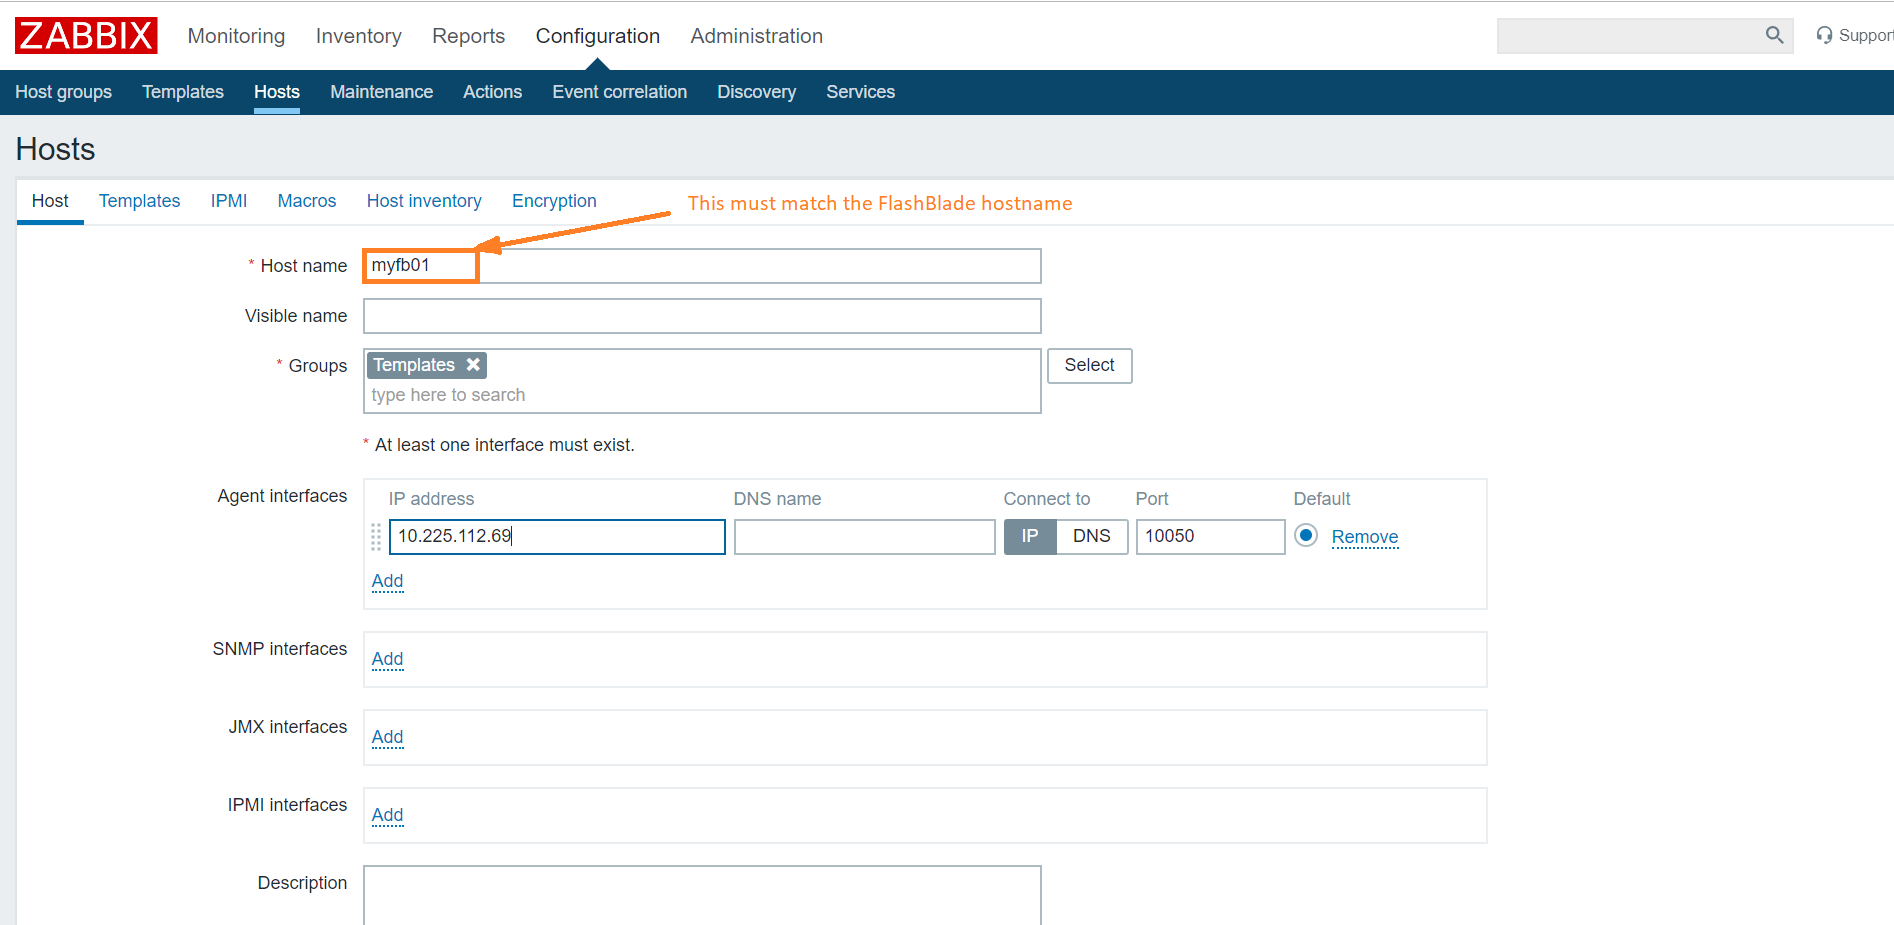 ZABBIX Monitoring Inventory Reports Configuration Administration Support
Host groups Templates Hosts Maintenance Actions Event correlation Discovery Services
Hosts
Host Templates IPMI Macros Host inventory Encryption This must match the FlashBlade hostname
* Host name myfb01
Visible name
* Groups Templates Select
type here to search
* At least one interface must exist.
Agent interfaces IP address DNS name Connect to Port Default
10.225.112.69 IP DNS 10050 Remove
Add
SNMP interfaces Add
JMX interfaces Add
IPMI interfaces Add
Description